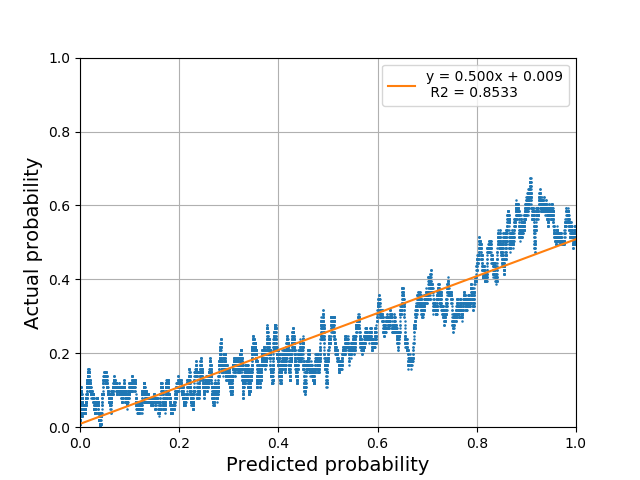 y = 0.500x + 0.009
R2 = 0.8533
1.0
0.8
0.6
0.4
0.2
0.0
Actual probability
0.0 0.2 0.4 0.6 0.8 1.0
Predicted probability